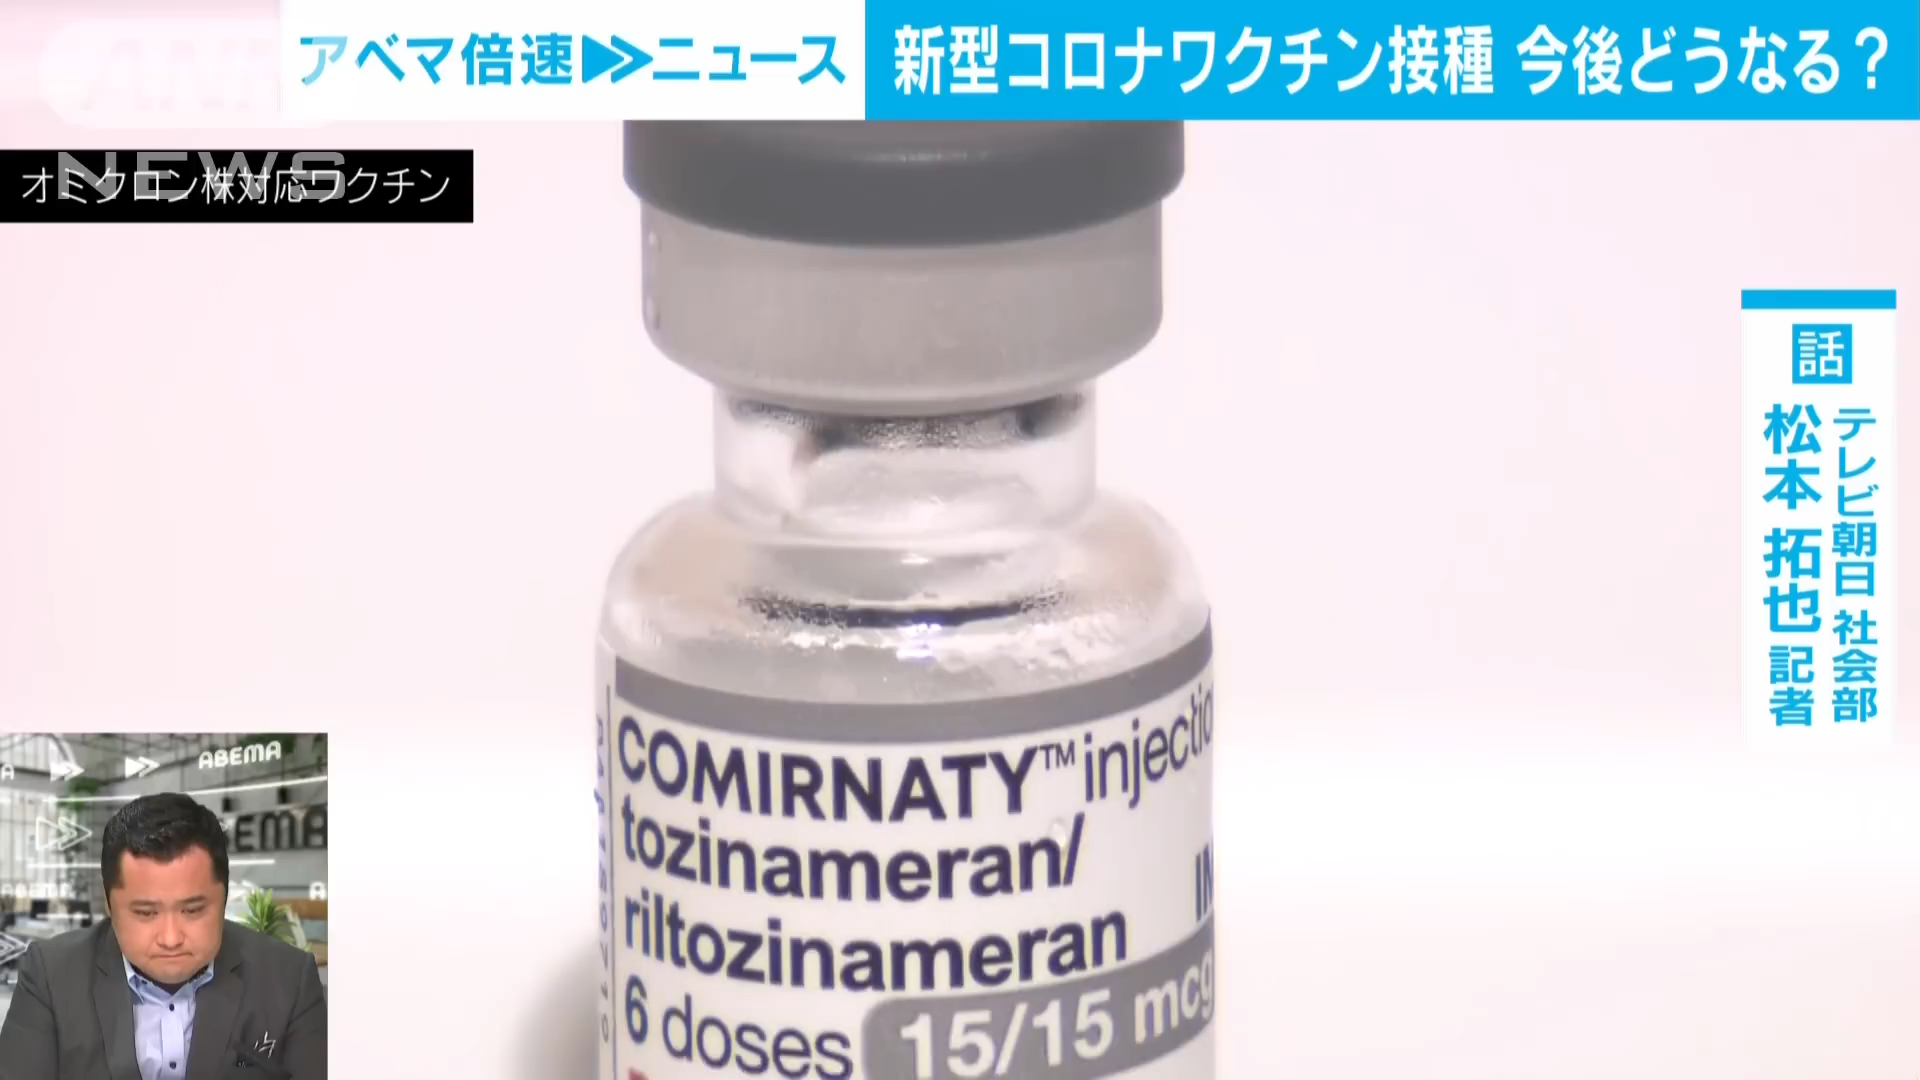 アベマ倍速
ニュース
新型コロナワクチン接種 今後どうなる?
ANN
NEWS
オミクロン株対応ワクチン
話
テレビ朝日 社会部
松本 拓也 記者
COMIRNATY™ injectio
tozinameran/
riltozinameran
6 doses
15/15 mcg
ABEMA